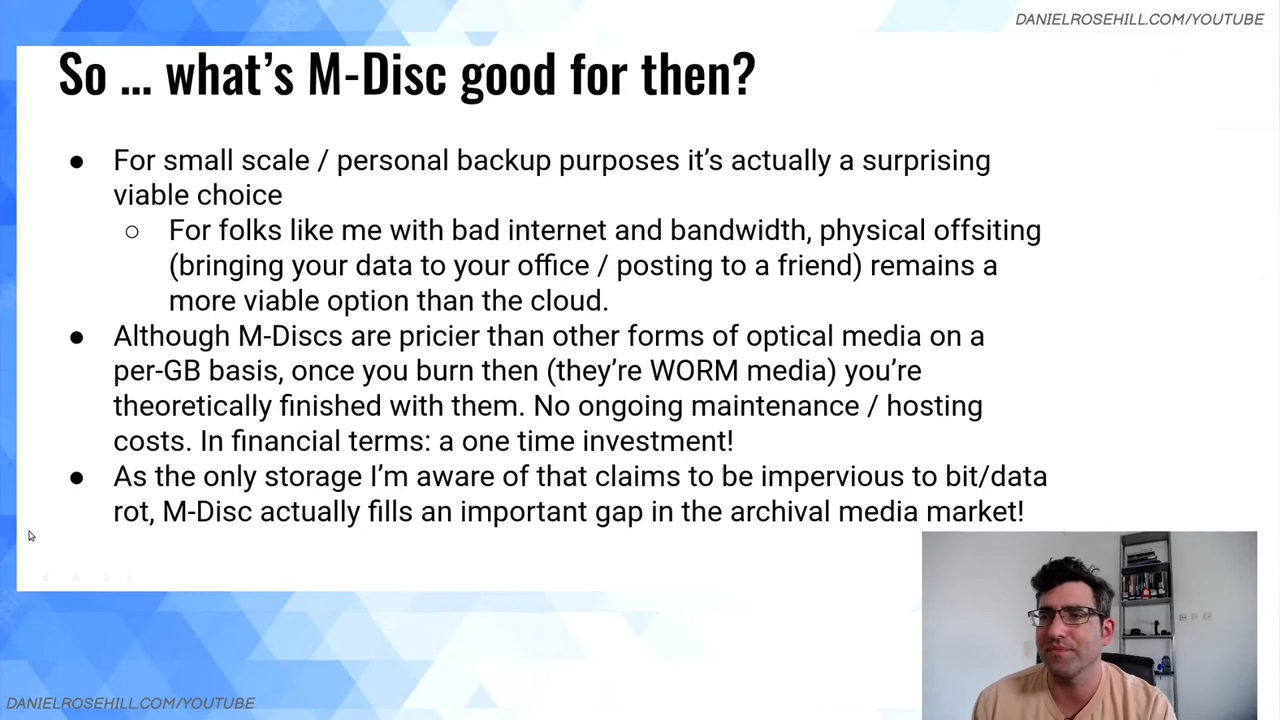 DANIELROSEHILL.COM/YOUTUBE
So ... what's M-Disc good for then?
● For small scale / personal backup purposes it's actually a surprising
viable choice
○ For folks like me with bad internet and bandwidth, physical offsiting
(bringing your data to your office / posting to a friend) remains a
more viable option than the cloud.
● Although M-Discs are pricier than other forms of optical media on a
per-GB basis, once you burn then (they're WORM media) you're
theoretically finished with them. No ongoing maintenance / hosting
costs. In financial terms: a one time investment!
● As the only storage I'm aware of that claims to be impervious to bit/data
rot, M-Disc actually fills an important gap in the archival media market!
DANIELROSEHILL.COM/YOUTUBE